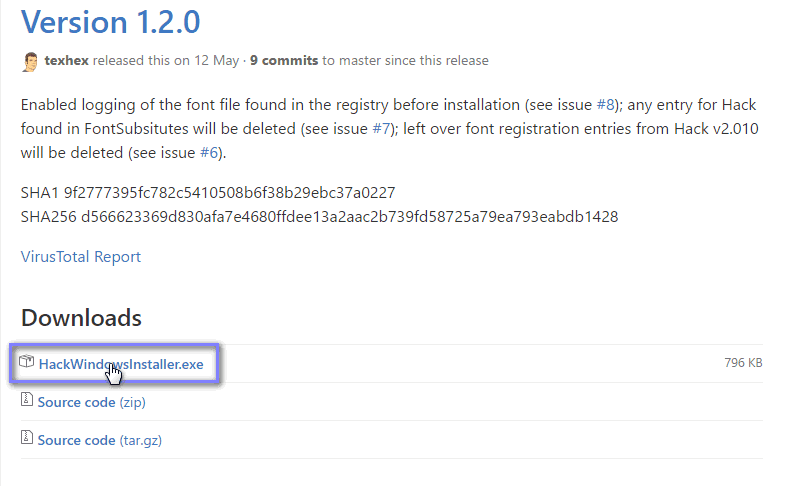 Version 1.2.0
texhex released this on 12 May · 9 commits to master since this release
Enabled logging of the font file found in the registry before installation (see issue #8); any entry for Hack
found in FontSubsitutes will be deleted (see issue #7); left over font registration entries from Hack v2.010
will be deleted (see issue #6).
SHA1 9f2777395fc782c5410508b6f38b29ebc37a0227
SHA256 d566623369d830afa7e4680ffdee13a2aac2b739fd58725a79ea793eabdb1428
VirusTotal Report
Downloads
HackWindowsInstaller.exe 796 KB
Source code (zip)
Source code (tar.gz)